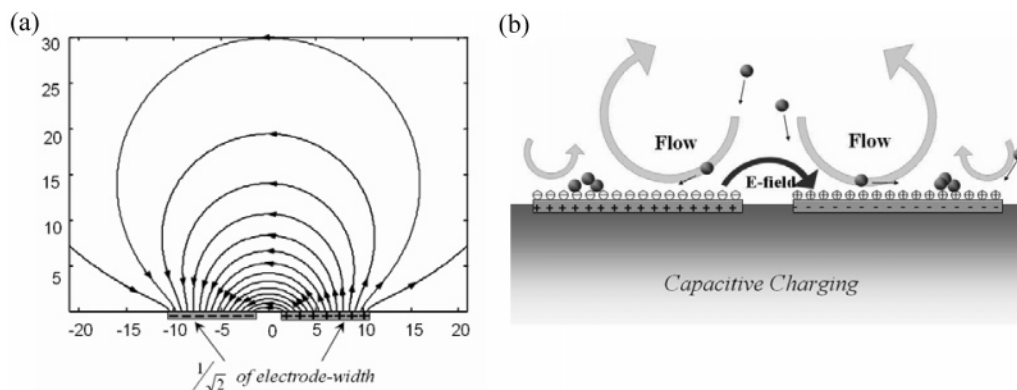 (a)
30
25
20
15
10
5
-20 -15 -10 -5 0 5 10 15 20
1/√2 of electrode-width
(b)
Flow
Flow
E-field
Capacitive Charging